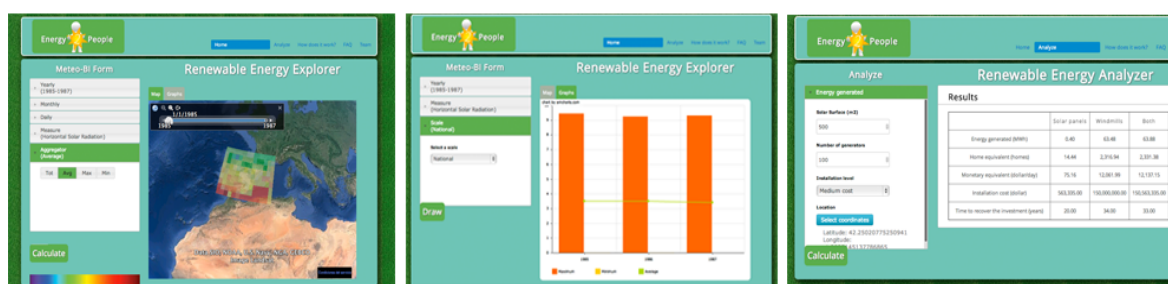 Energy People
Home Analyze How does it work? FAQ Team
Meteo-BI Form
Renewable Energy Explorer
Yearly
(1985-1987)
Monthly
Daily
Measure
(Horizontal Solar Radiation)
Aggregator
(Average)
Tot Avg Max Min
Calculate
Map Graphs
1/1/1985
1985 1987
Energy People
Home Analyze How does it work? FAQ Team
Meteo-BI Form
Renewable Energy Explorer
Yearly
(1985-1987)
Measure
(Horizontal Solar Radiation)
Scale
(National)
Select a scale
National
Draw
Map Graphs
chart by amcharts.com
1985 1986 1987
Maximum Minimum Average
Energy People
Home Analyze How does it work? FAQ
Analyze
Renewable Energy Analyzer
Energy generated
Solar Surface (m2)
500
Number of generators
100
Installation level
Medium cost
Location
Select coordinates
Latitude: 42.2502077525094
Longitude:
Calculate
Results
Solar panels Windmills Both
Energy generated (MWh) 0.40 63.48 63.88
Home equivalent (homes) 14.44 2,316.94 2,331.38
Monetary equivalent (dollar/day) 75.16 12,061.99 12,137.15
Installation cost (dollar) 563,335.00 150,000,000.00 150,563,335.00
Time to recover the investment (years) 20.00 34.00 33.00